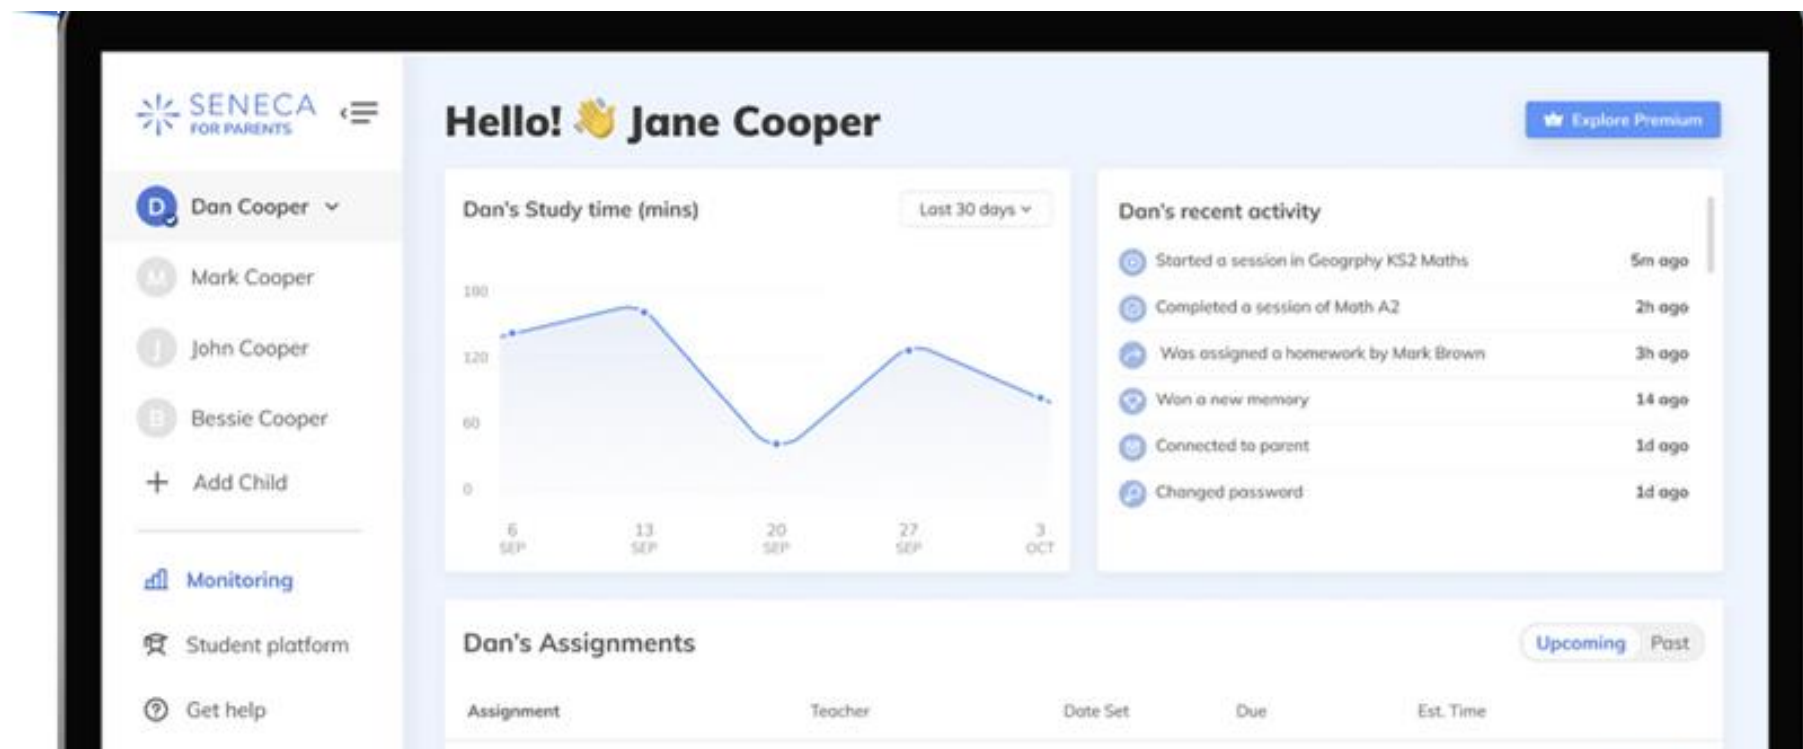 SENECA
FOR PARENTS
Dan Cooper
Mark Cooper
John Cooper
Bessie Cooper
Add Child
Monitoring
Student platform
Get help
Hello! 👋 Jane Cooper
Explore Premium
Dan's Study time (mins)
Last 30 days
180
120
60
0
6 SEP
13 SEP
20 SEP
27 SEP
3 OCT
Dan's recent activity
Started a session in Geogrphy KS2 Maths 5m ago
Completed a session of Math A2 2h ago
Was assigned a homework by Mark Brown 3h ago
Won a new memory 14 ago
Connected to parent 1d ago
Changed password 1d ago
Dan's Assignments
Upcoming Past
Assignment Teacher Date Set Due Est. Time